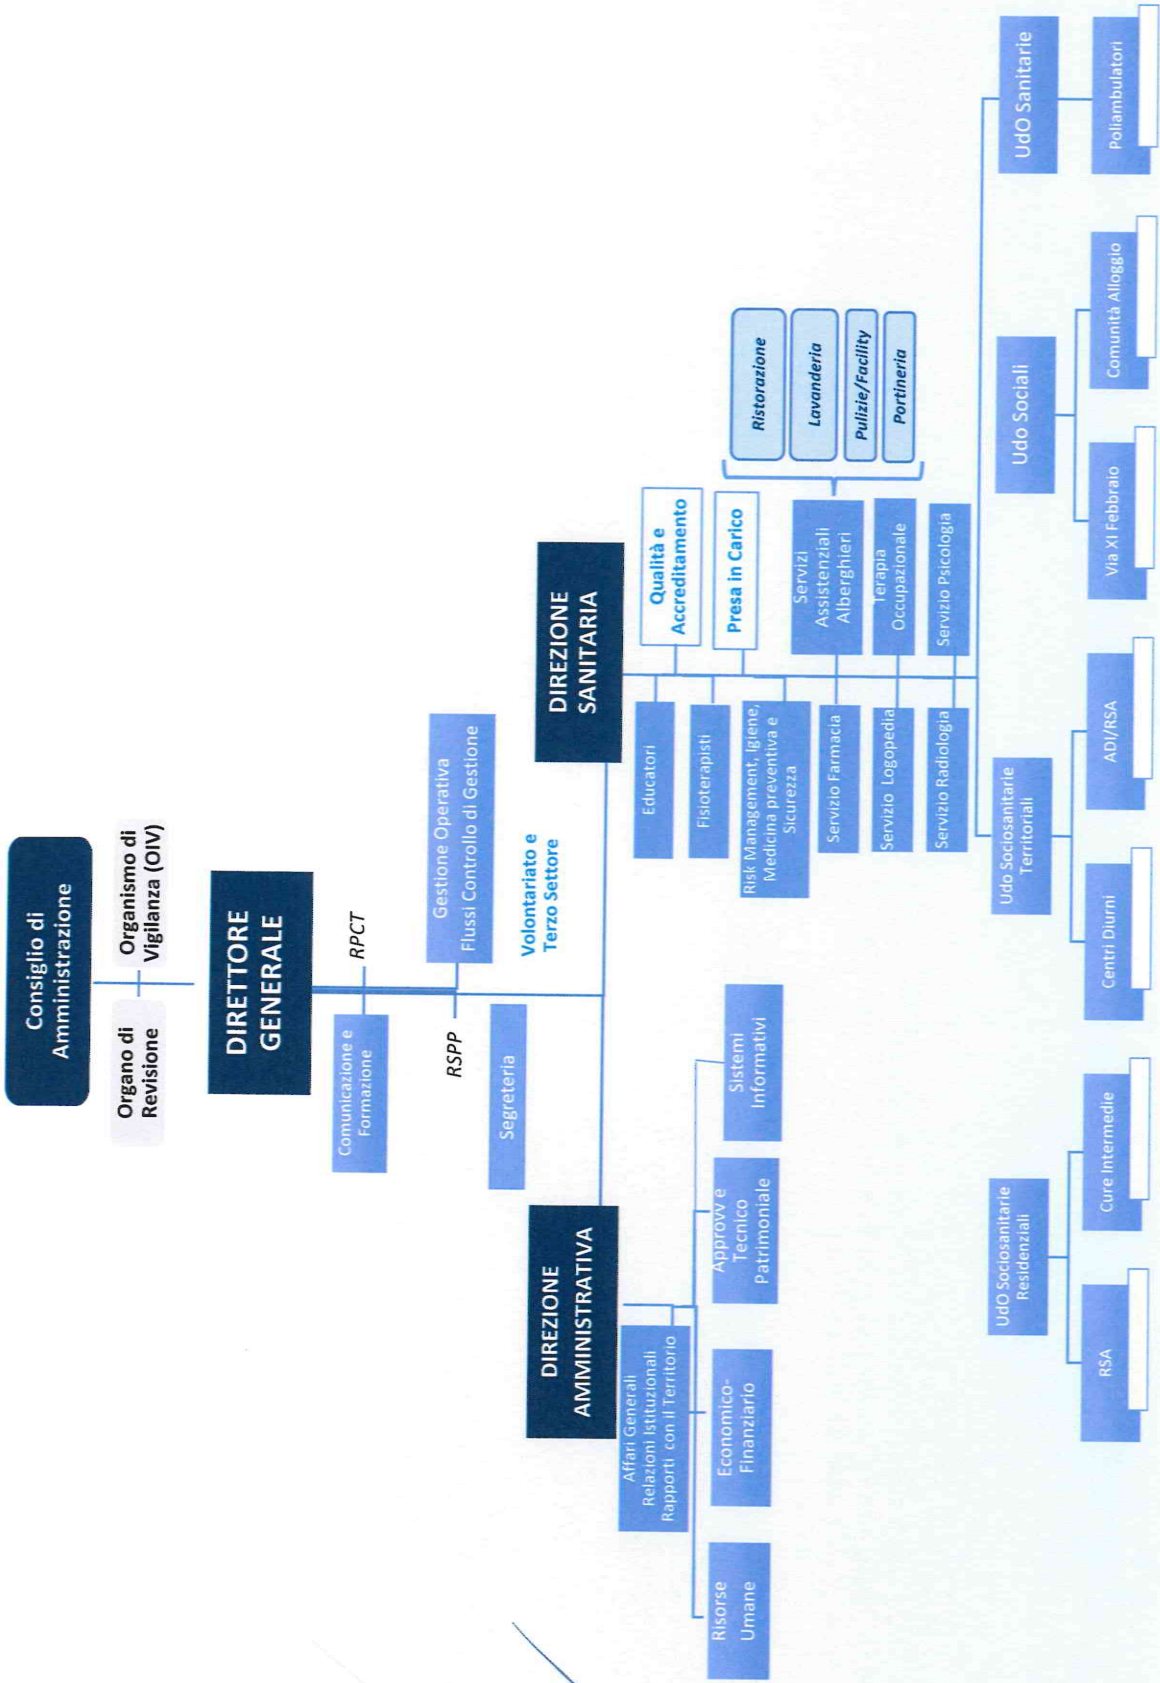 Consiglio di
Amministrazione
Organo di
Revisione
Organismo di
Vigilanza (OIV)
DIRETTORE
GENERALE
Comunicazione e
Formazione
RPCT
RSPP
Gestione Operativa
Flussi Controllo di Gestione
Segreteria
Volontariato e
Terzo Settore
DIREZIONE
AMMINISTRATIVA
DIREZIONE
SANITARIA
Affari Generali
Relazioni Istituzionali
Rapporti con il Territorio
Risorse
Umane
Economico-
Finanziario
Approvv e
Tecnico
Patrimoniale
Sistemi
Informativi
Educatori
Qualità e
Accreditamento
Fisioterapisti
Presa in Carico
Risk Management, Igiene,
Medicina preventiva e
Sicurezza
Servizio Farmacia
Servizi
Assistenziali
Alberghieri
Ristorazione
Lavanderia
Pulizie/Facility
Portineria
Servizio Logopedia
Terapia
Occupazionale
Servizio Radiologia
Servizio Psicologia
UdO Sociosanitarie
Residenziali
Udo Sociosanitarie
Territoriali
Udo Sociali
UdO Sanitarie
RSA
Cure Intermedie
Centri Diurni
ADI/RSA
Via XI Febbraio
Comunità Alloggio
Poliambulatori